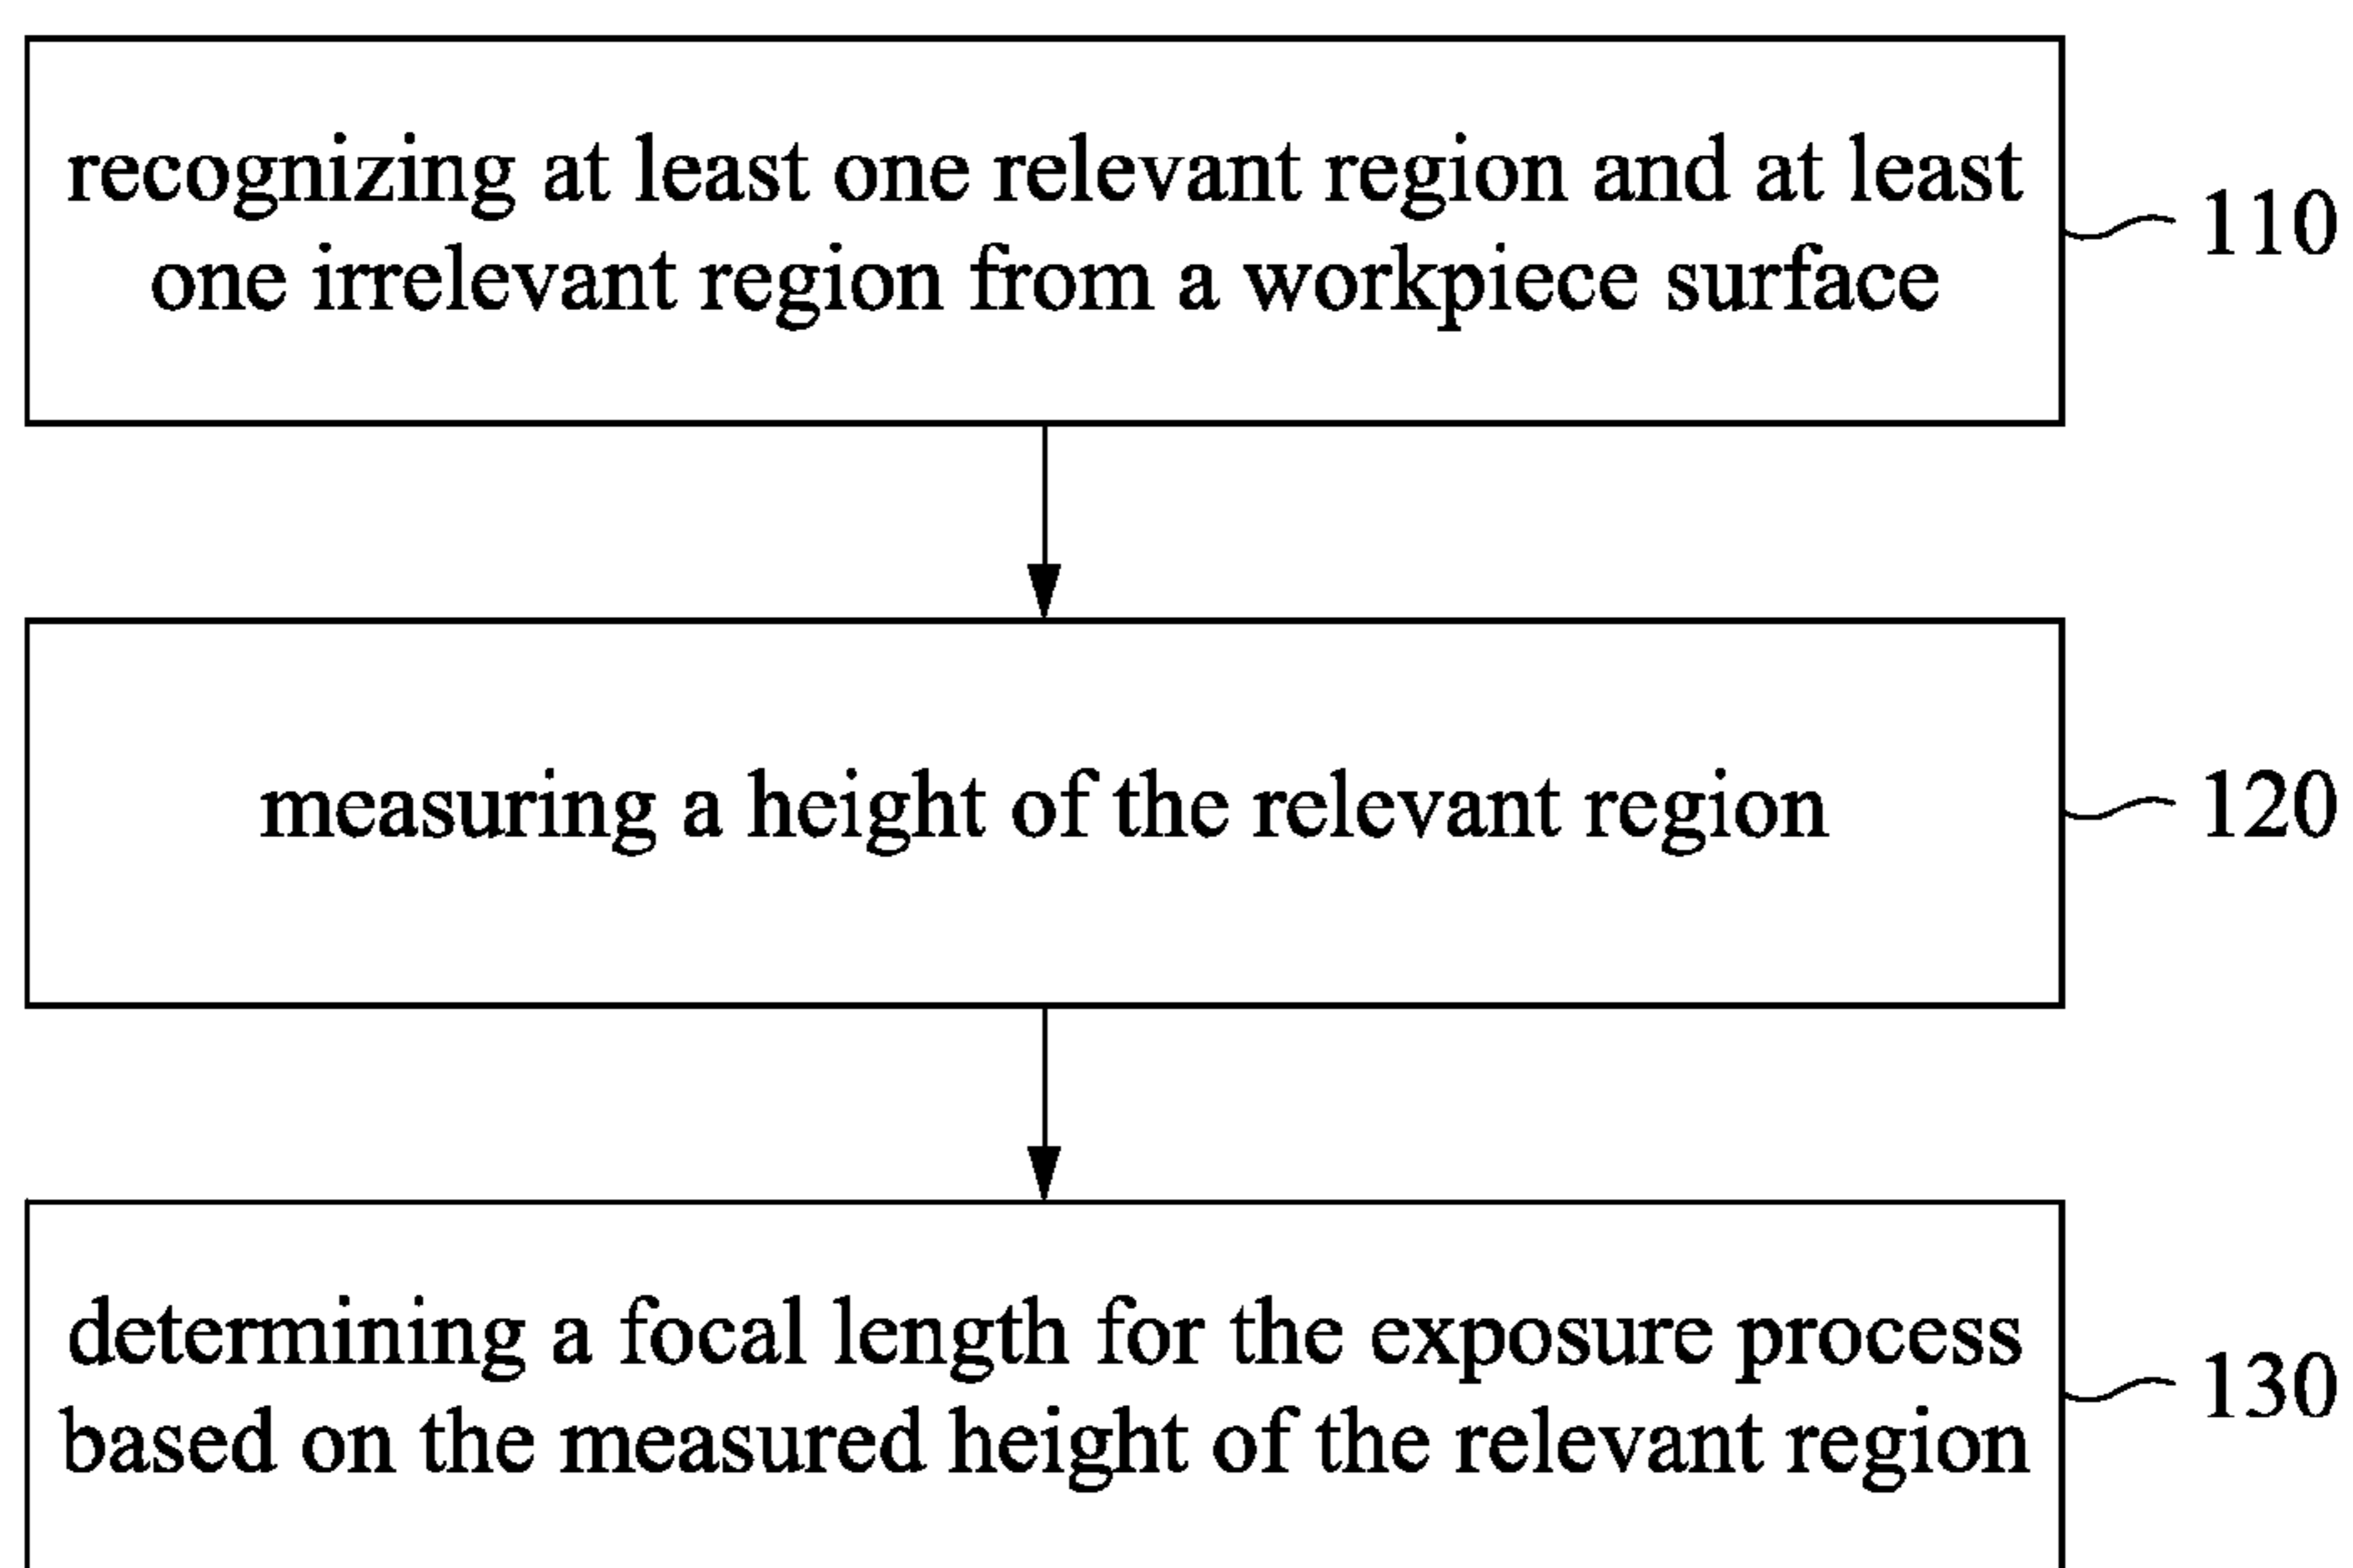 recognizing at least one relevant region and at least
one irrelevant region from a workpiece surface
110
measuring a height of the relevant region
120
determining a focal length for the exposure process
based on the measured height of the relevant region
130